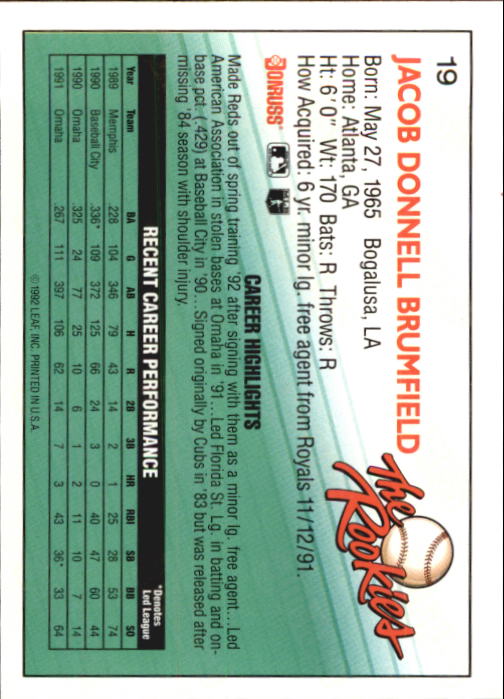 19
JACOB DONNELL BRUMFIELD
Born: May 27, 1965 Bogalusa, LA
Home: Atlanta, GA
Ht: 6'0" Wt: 170 Bats: R Throws: R
How Acquired: 6 yr. minor lg. free agent from Royals 11/12/91.
The Rookies
DONRUSS
CAREER HIGHLIGHTS
Made Reds out of spring training '92 after signing with them as a minor lg. free agent...Led
American Association in stolen bases at Omaha in '91...Led Florida St. Lg. in batting and on-
base pct. (.429) at Baseball City in '90...Signed originally by Cubs in '83 but was released after
missing '84 season with shoulder injury.
RECENT CAREER PERFORMANCE *Denotes
Led League
Year Team BA G AB H R 2B 3B HR RBI SB BB SO
1989 Memphis .228 104 346 79 43 14 2 1 25 28 53 74
1990 Baseball City .336* 109 372 125 66 24 3 0 40 47 60 44
1990 Omaha .325 24 77 25 10 6 1 2 11 10 7 14
1991 Omaha .267 111 397 106 62 14 7 3 43 36* 33 64
©1992 LEAF, INC. PRINTED IN U.S.A.